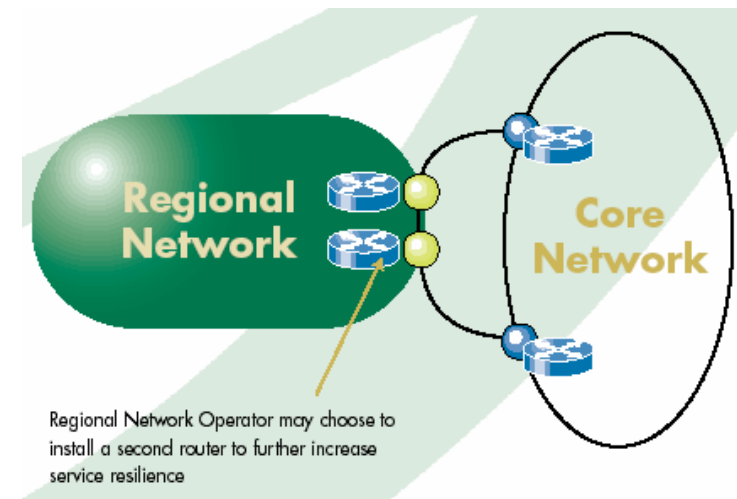 Regional
Network
Core
Network
Regional Network Operator may choose to
install a second router to further increase
service resilience